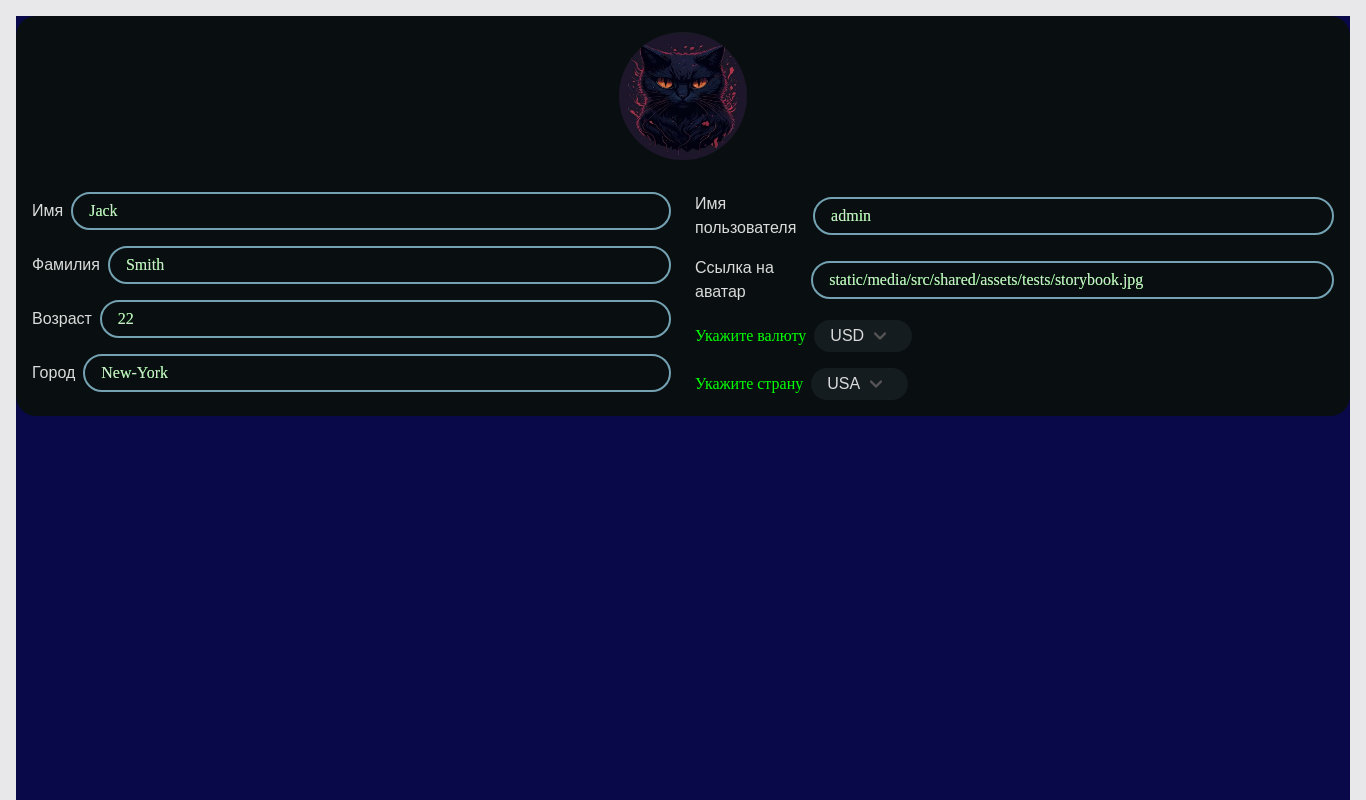 Имя Jack
Фамилия Smith
Возраст 22
Город New-York
Имя
пользователя admin
Ссылка на
аватар static/media/src/shared/assets/tests/storybook.jpg
Укажите валюту USD
Укажите страну USA